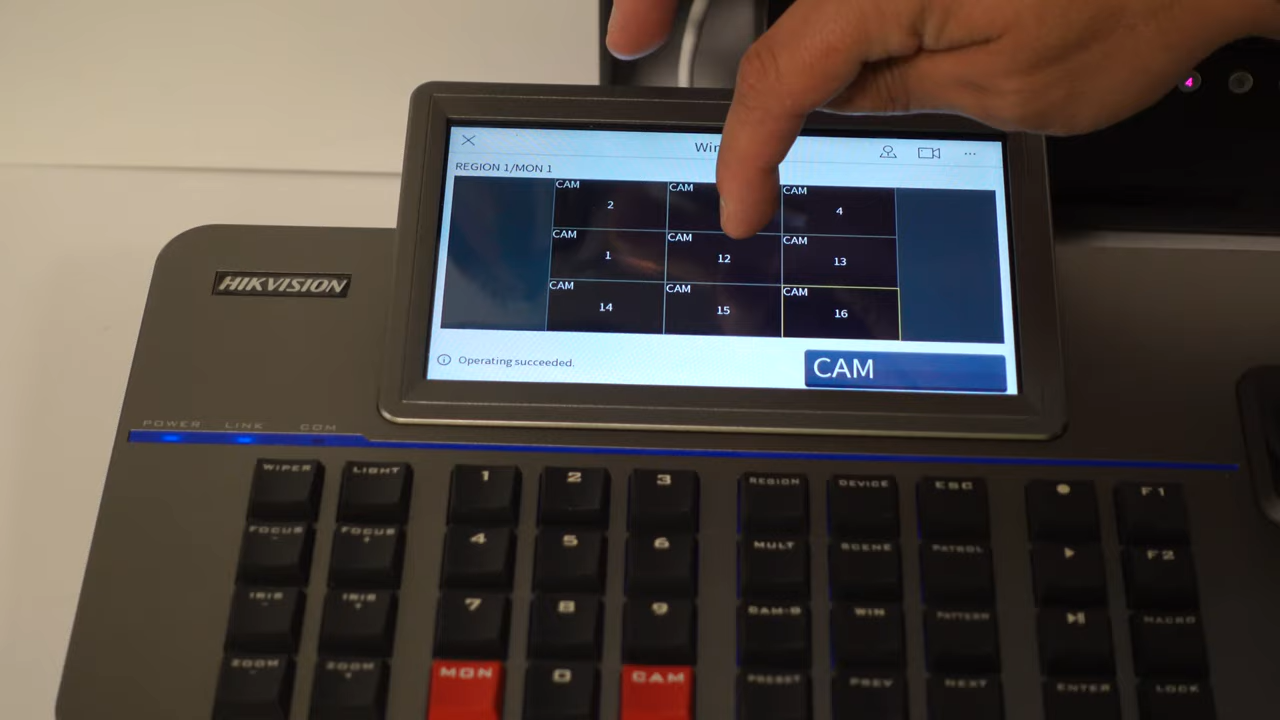 4
Win
REGION 1/MON 1
CAM CAM CAM
2 4
CAM CAM CAM
1 12 13
CAM CAM CAM
14 15 16
Operating succeeded.
CAM
HIKVISION
POWER LINK COM
WIPER LIGHT 1 2 3 REGION DEVICE ESC F1
FOCUS - FOCUS + 4 5 6 MULT SCENE PATROL F2
IRIS - IRIS + 7 8 9 CAM-G WIN PATTERN MACRO
ZOOM - ZOOM + MON 0 CAM PRESET PREV NEXT ENTER LOCK